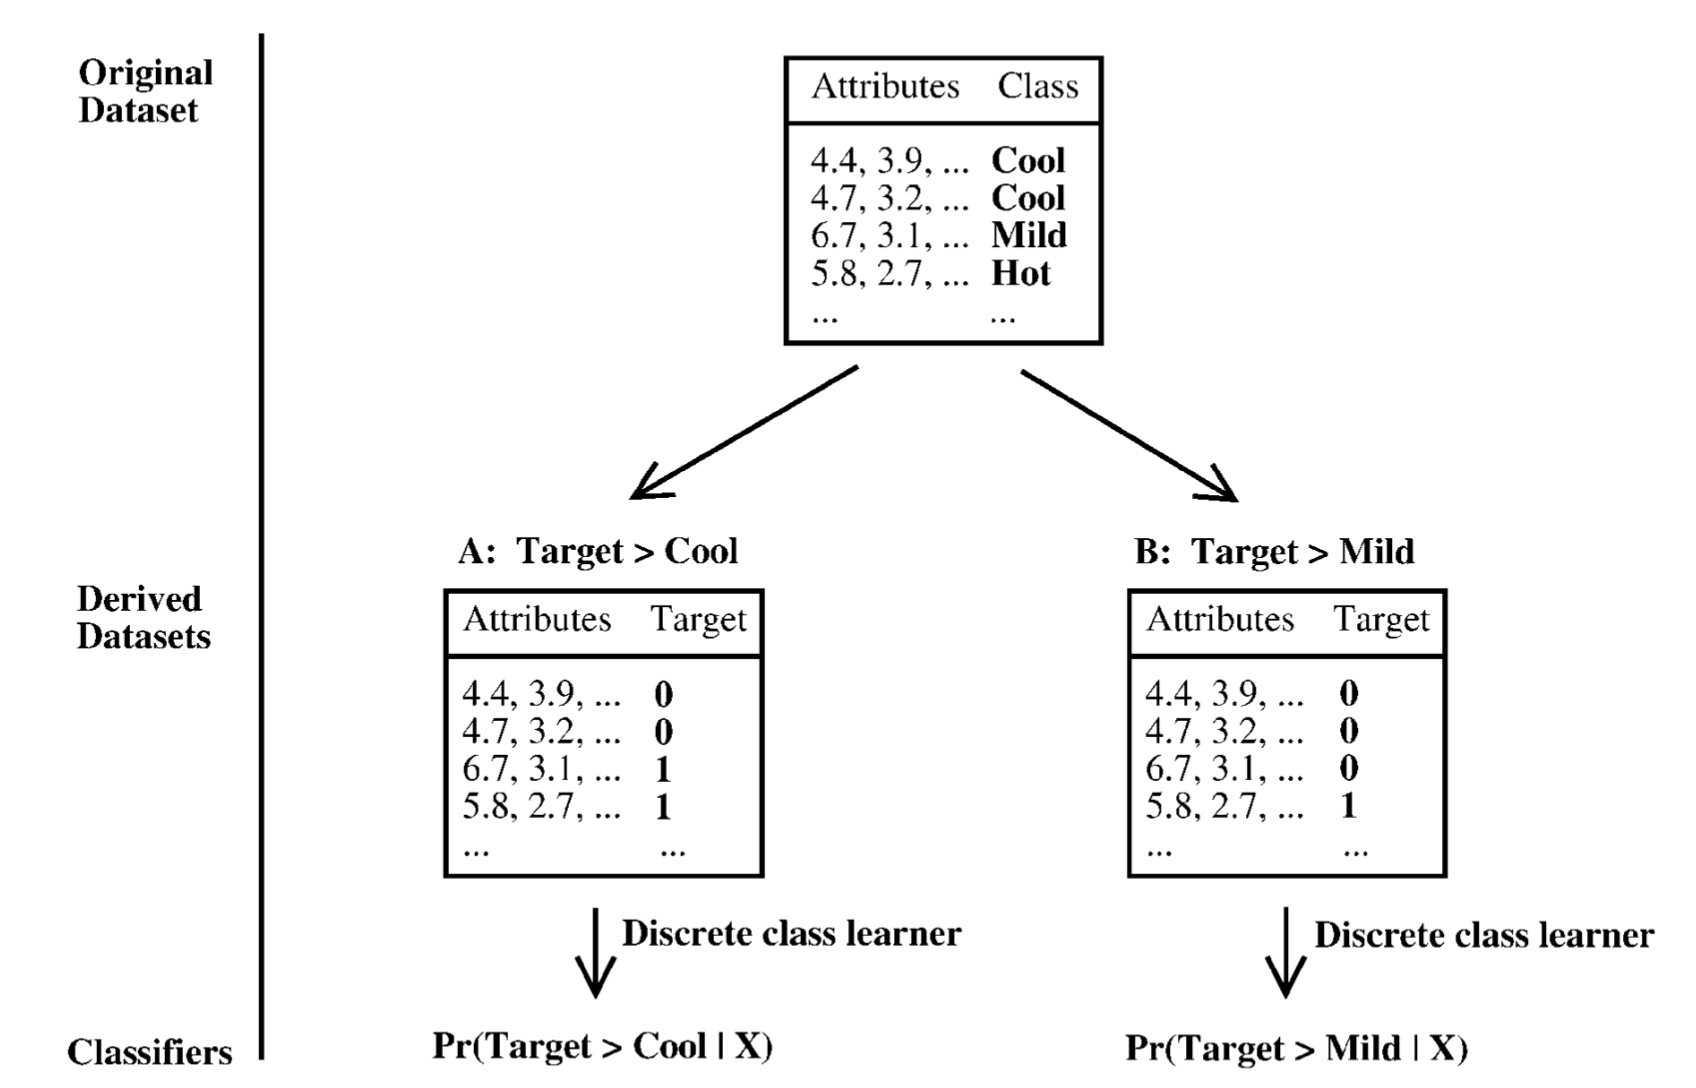 Original
Dataset
Attributes Class
4.4, 3.9, ... Cool
4.7, 3.2, ... Cool
6.7, 3.1, ... Mild
5.8, 2.7, ... Hot
... ...
A: Target > Cool
B: Target > Mild
Derived
Datasets
Attributes Target
4.4, 3.9, ... 0
4.7, 3.2, ... 0
6.7, 3.1, ... 1
5.8, 2.7, ... 1
... ...
Attributes Target
4.4, 3.9, ... 0
4.7, 3.2, ... 0
6.7, 3.1, ... 0
5.8, 2.7, ... 1
... ...
Discrete class learner
Discrete class learner
Classifiers
Pr(Target > Cool | X)
Pr(Target > Mild | X)